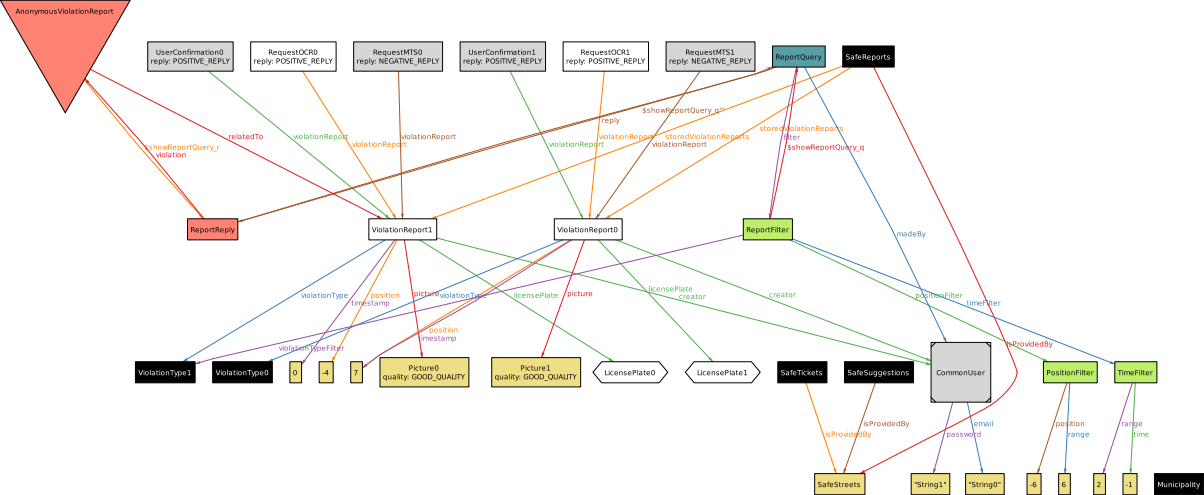 AnonymousViolationReport
UserConfirmation0
reply: POSITIVE_REPLY
RequestOCR0
reply: POSITIVE_REPLY
RequestMTS0
reply: NEGATIVE_REPLY
UserConfirmation1
reply: POSITIVE_REPLY
RequestOCR1
reply: POSITIVE_REPLY
RequestMTS1
reply: NEGATIVE_REPLY
ReportQuery
SafeReports
$showReportQuery_q'
reply
storedViolationReports
filter
relatedTo
violationReport
violationReport
violationReport
violationReport
violationReport
violationReport
storedViolationReports
$showReportQuery_r
violation
$showReportQuery_q
ReportReply
ViolationReport1
ViolationReport0
ReportFilter
madeBy
violationType
timestamp
position
picture
violationType
licensePlate
picture
licensePlate
creator
creator
positionFilter
timeFilter
position
timestamp
violationTypeFilter
isProvidedBy
ViolationType1
ViolationType0
0
-4
7
Picture0
quality: GOOD_QUALITY
Picture1
quality: GOOD_QUALITY
LicensePlate0
LicensePlate1
SafeTickets
SafeSuggestions
CommonUser
PositionFilter
TimeFilter
isProvidedBy
isProvidedBy
password
email
position
range
range
time
SafeStreets
"String1"
"String0"
-6
6
2
-1
Municipality